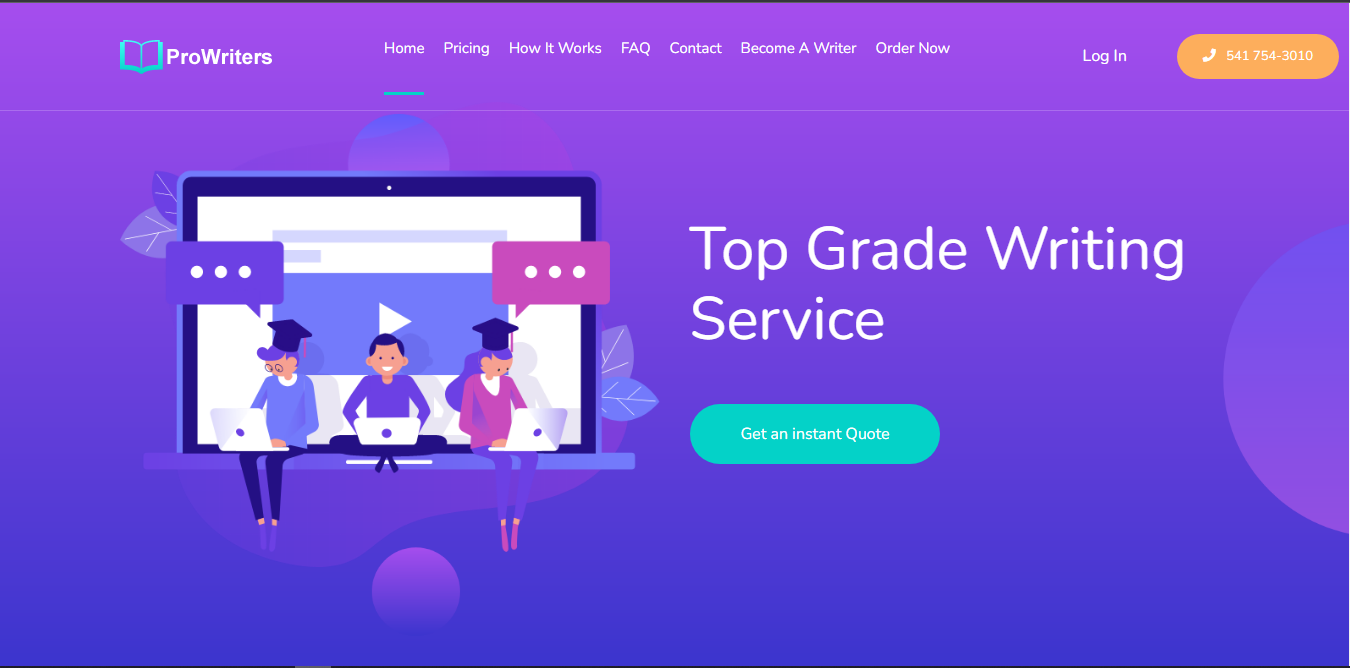 ProWriters
Home Pricing How It Works FAQ Contact Become A Writer Order Now
Log In
541 754-3010
Top Grade Writing
Service
Get an instant Quote